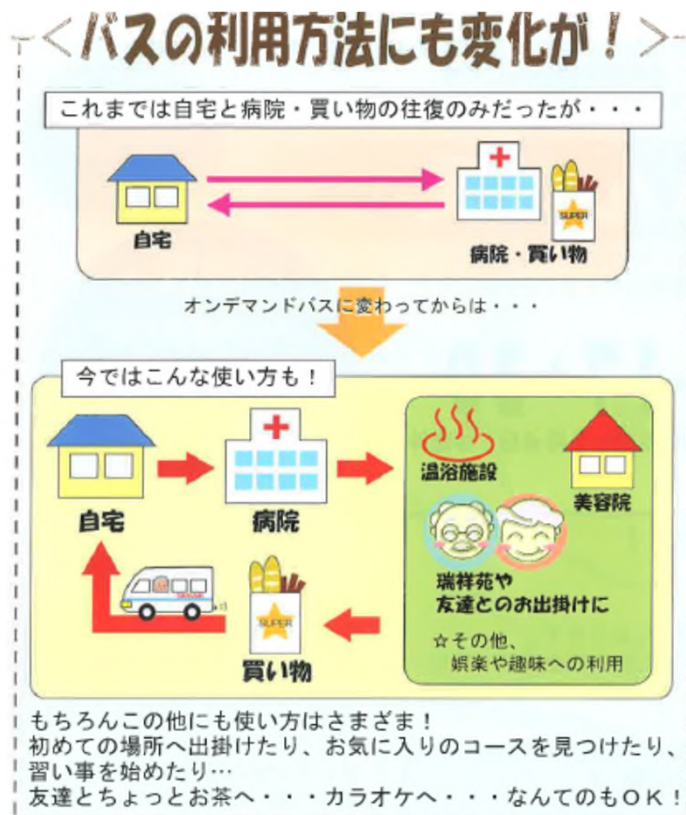 ＜バスの利用方法にも変化が！＞
これまでは自宅と病院・買い物の往復のみだったが・・・
自宅
SUPER
病院・買い物
オンデマンドバスに変わってからは・・・
今ではこんな使い方も！
自宅
病院
温浴施設
美容院
瑞祥苑や
友達とのお出掛けに
☆その他、
娯楽や趣味への利用
SUPER
買い物
もちろんこの他にも使い方はさまざま！
初めての場所へ出掛けたり、お気に入りのコースを見つけたり、
習い事を始めたり…
友達とちょっとお茶へ・・・カラオケへ・・・なんてのもＯＫ！